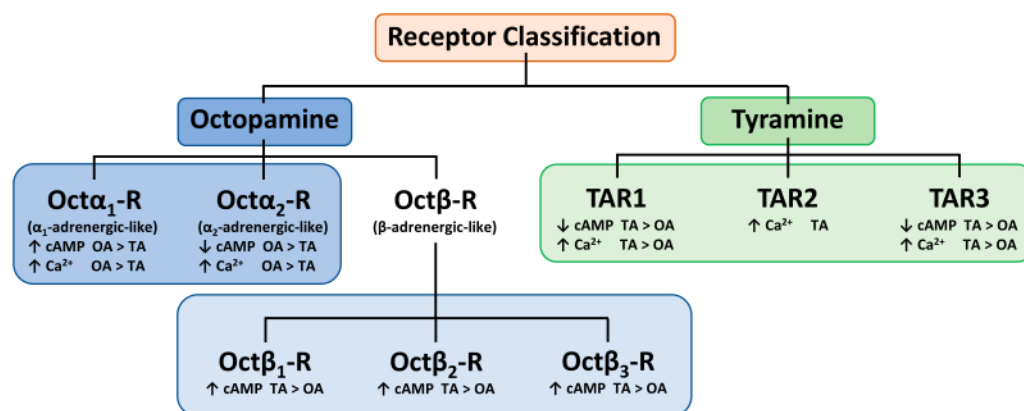 Receptor Classification
Octopamine
Tyramine
Octα₁-R
(α₁-adrenergic-like)
↑ cAMP OA > TA
↑ Ca²⁺ OA > TA
Octα₂-R
(α₂-adrenergic-like)
↓ cAMP OA > TA
↑ Ca²⁺ OA > TA
Octβ-R
(β-adrenergic-like)
TAR1
↓ cAMP TA > OA
↑ Ca²⁺ TA > OA
TAR2
↑ Ca²⁺ TA
TAR3
↓ cAMP TA > OA
↑ Ca²⁺ TA > OA
Octβ₁-R
↑ cAMP TA > OA
Octβ₂-R
↑ cAMP TA > OA
Octβ₃-R
↑ cAMP TA > OA